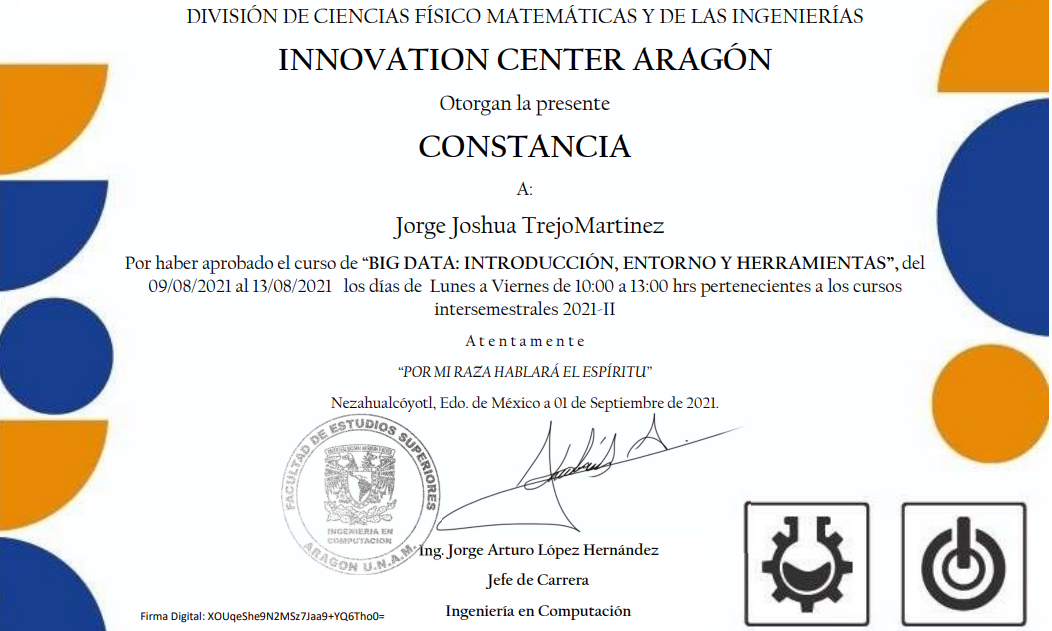 DIVISIÓN DE CIENCIAS FÍSICO MATEMÁTICAS Y DE LAS INGENIERÍAS
INNOVATION CENTER ARAGÓN
Otorgan la presente
CONSTANCIA
A:
Jorge Joshua TrejoMartinez
Por haber aprobado el curso de “BIG DATA: INTRODUCCIÓN, ENTORNO Y HERRAMIENTAS”, del
09/08/2021 al 13/08/2021 los días de Lunes a Viernes de 10:00 a 13:00 hrs pertenecientes a los cursos
intersemestrales 2021-II
Atentamente
“POR MI RAZA HABLARÁ EL ESPÍRITU”
Nezahualcóyotl, Edo. de México a 01 de Septiembre de 2021.
FACULTAD DE ESTUDIOS SUPERIORES
INGENIERIA EN
COMPUTACION
ARAGON U.N.A.M.
Ing. Jorge Arturo López Hernández
Jefe de Carrera
Ingeniería en Computación
Firma Digital: XOUqeShe9N2MSz7Jaa9+YQ6Tho0=